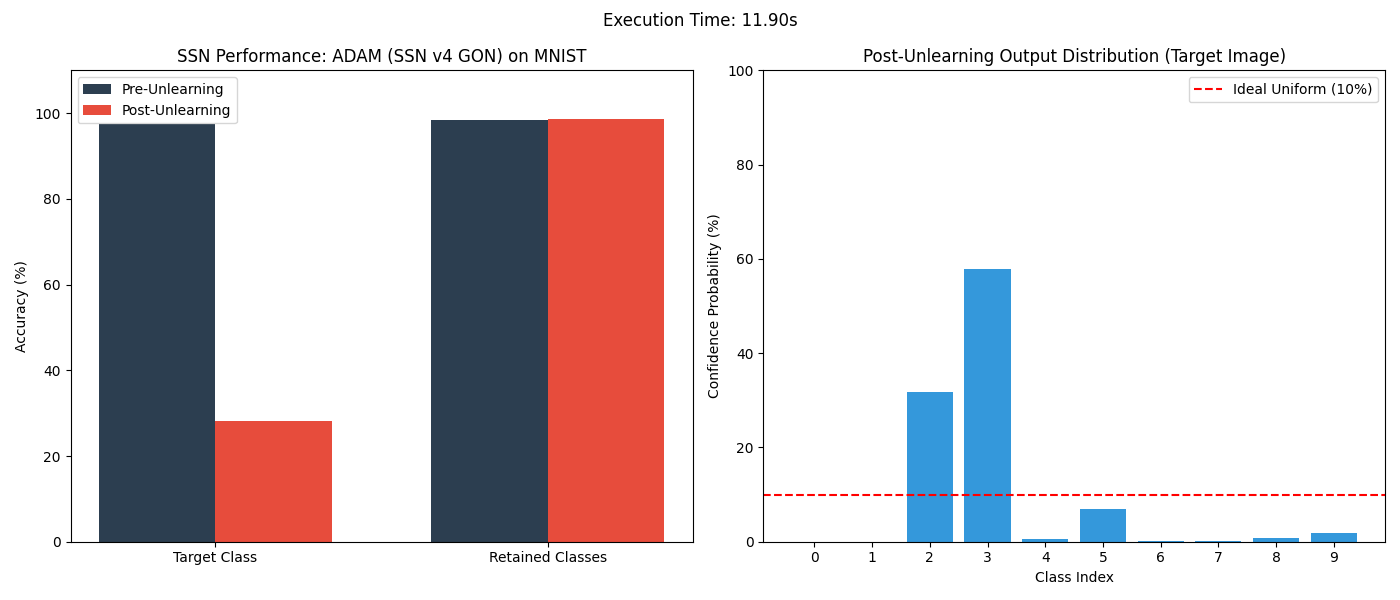 Execution Time: 11.90s
SSN Performance: ADAM (SSN v4 GON) on MNIST
Pre-Unlearning
Post-Unlearning
Accuracy (%)
100
80
60
40
20
0
Target Class
Retained Classes
Post-Unlearning Output Distribution (Target Image)
Ideal Uniform (10%)
Confidence Probability (%)
100
80
60
40
20
0
0 1 2 3 4 5 6 7 8 9
Class Index